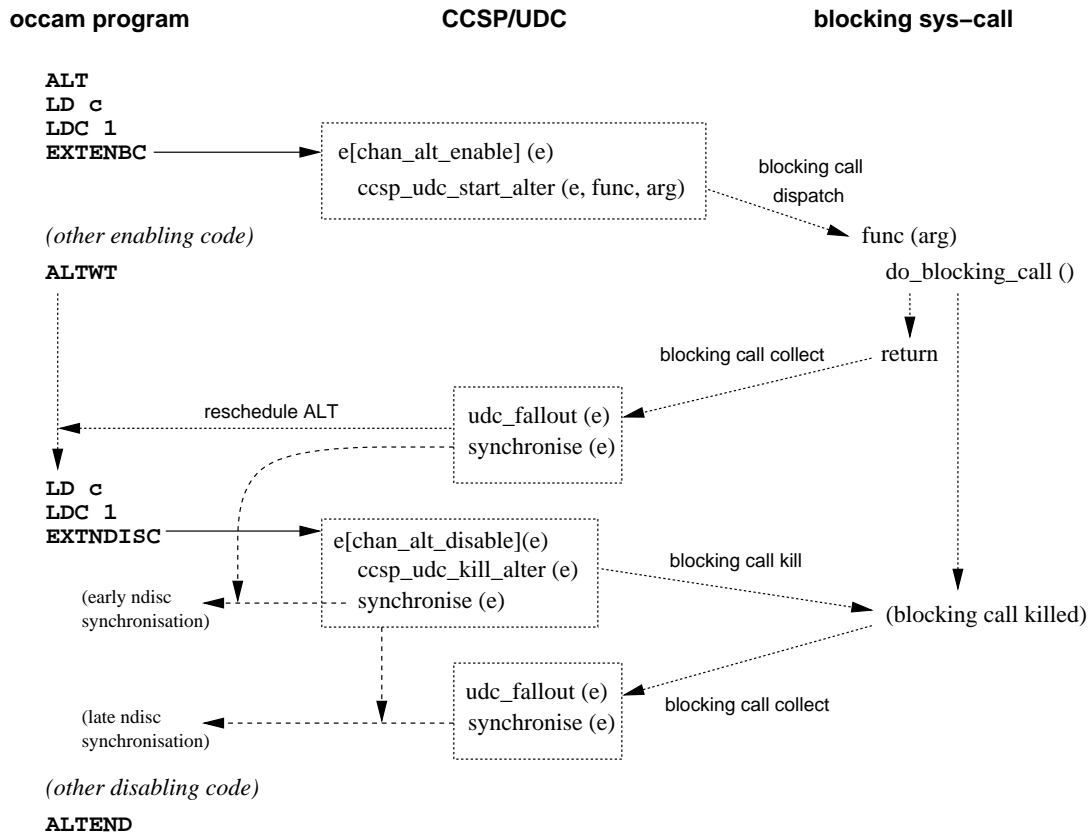 occam program
CCSP/UDC
blocking sys−call
ALT
LD c
LDC 1
EXTENBC
e[chan_alt_enable] (e)
ccsp_udc_start_alter (e, func, arg)
blocking call
dispatch
(other enabling code)
func (arg)
ALTWT
do_blocking_call ()
blocking call collect
return
reschedule ALT
udc_fallout (e)
synchronise (e)
LD c
LDC 1
EXTNDISC
e[chan_alt_disable](e)
ccsp_udc_kill_alter (e)
synchronise (e)
blocking call kill
(early ndisc
synchronisation)
(blocking call killed)
udc_fallout (e)
synchronise (e)
blocking call collect
(late ndisc
synchronisation)
(other disabling code)
ALTEND